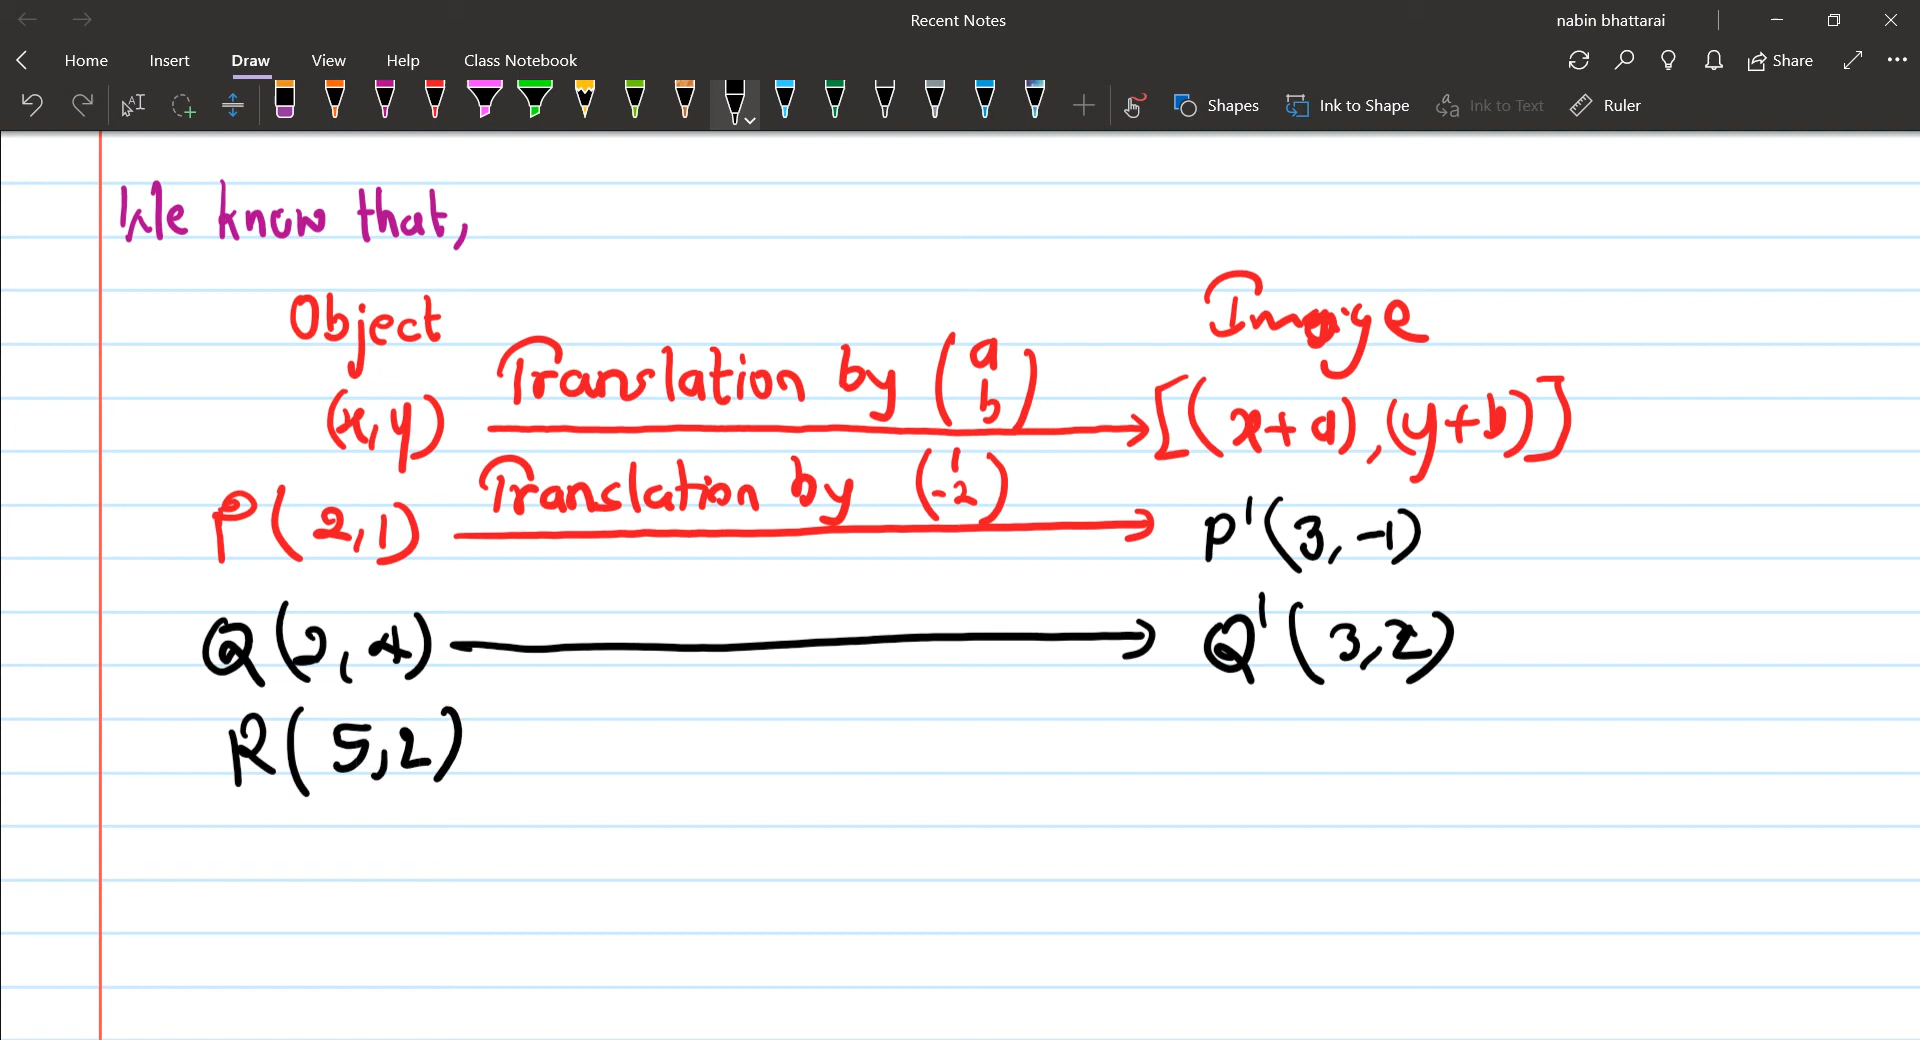 Recent Notes
nabin bhattarai
Home Insert Draw View Help Class Notebook
Share
Shapes Ink to Shape Ink to Text Ruler
We know that,
Object Image
(x,y) Translation by (a b) [(x+a),(y+b)]
P(2,1) Translation by (1 -2) P'(3,-1)
Q(2,4) Q'(3,2)
R(5,2)